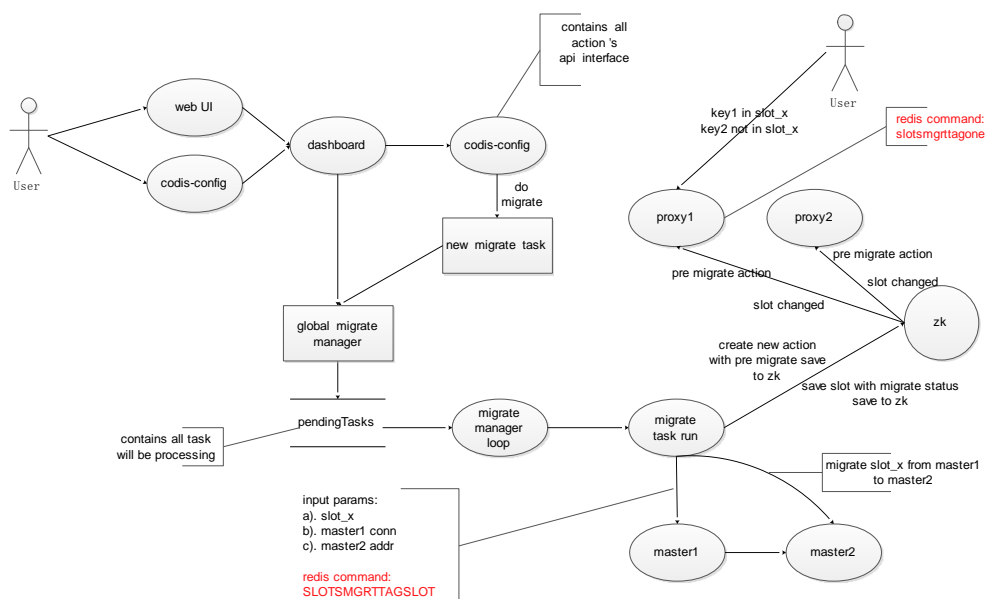 contains all
action 's
api interface
web UI
User
codis-config
dashboard
codis-config
do
migrate
new migrate task
global migrate
manager
pendingTasks
contains all task
will be processing
migrate
manager
loop
migrate
task run
User
key1 in slot_x
key2 not in slot_x
redis command:
slotsmgrttagone
proxy1
proxy2
pre migrate action
slot changed
pre migrate action
slot changed
zk
create new action
with pre migrate save
to zk
save slot with migrate status
save to zk
migrate slot_x from master1
to master2
input params:
a). slot_x
b). master1 conn
c). master2 addr
redis command:
SLOTSMGRTTAGSLOT
master1
master2